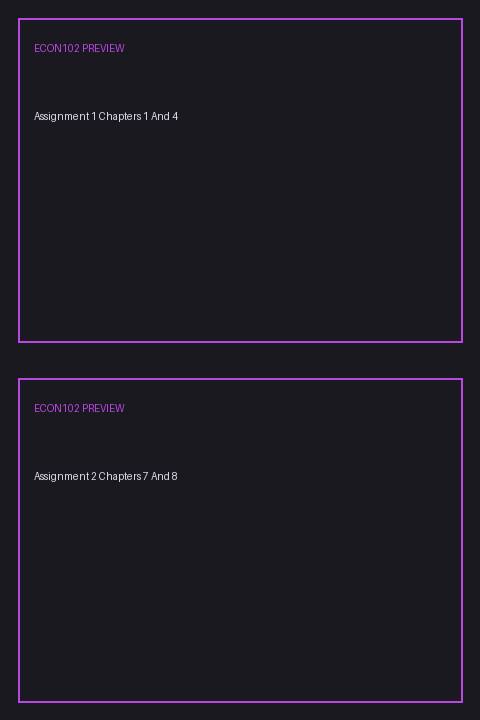 ECON102 PREVIEW
Assignment 1 Chapters 1 And 4
ECON102 PREVIEW
Assignment 2 Chapters 7 And 8